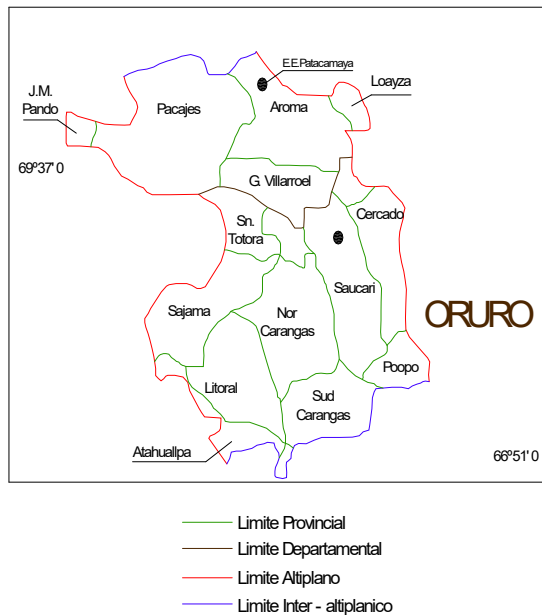 E.E.Patacamaya
Loayza
J.M.
Pando
Pacajes
Aroma
69º37' 0
G. Villarroel
Cercado
Sn.
Totora
Saucari
Sajama
Nor
Carangas
ORURO
Poopo
Litoral
Sud
Carangas
Atahuallpa
66º51' 0
Limite Provincial
Limite Departamental
Limite Altiplano
Limite Inter - altiplanico